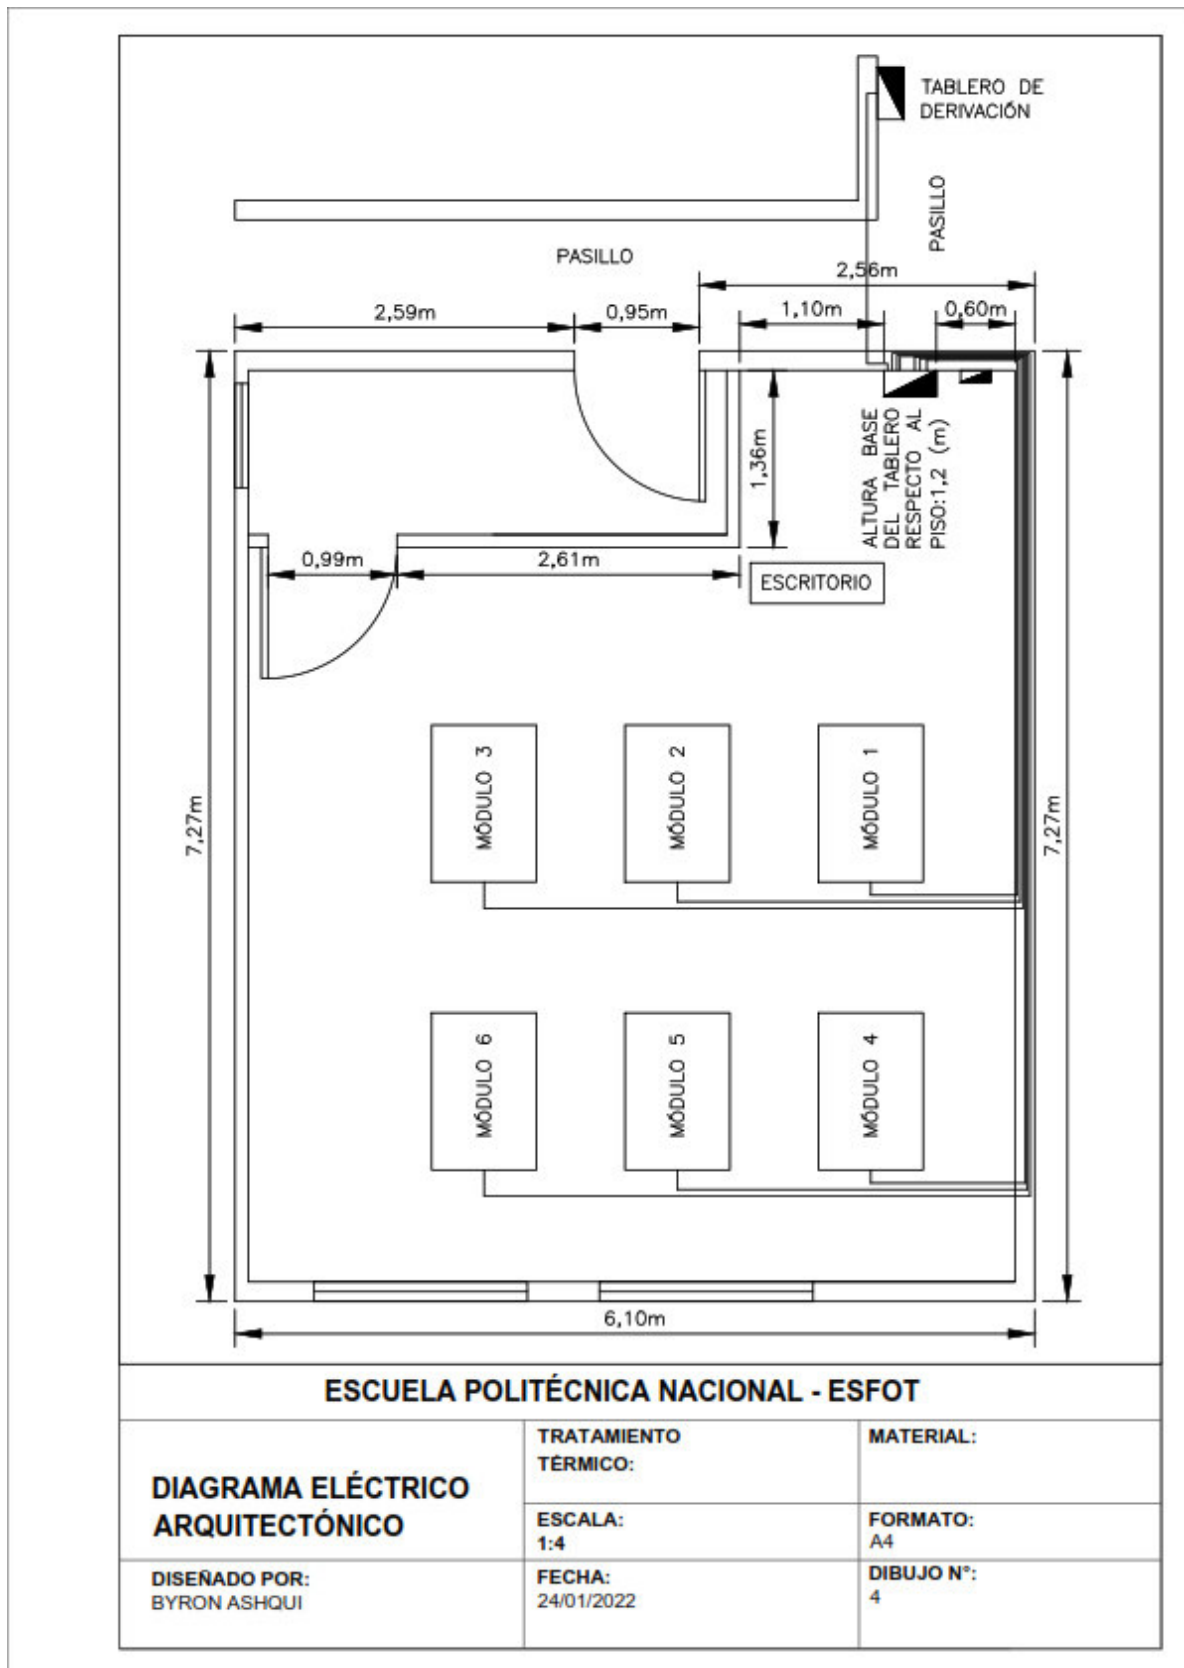 TABLERO DE
DERIVACIÓN
PASILLO
PASILLO
2,56m
2,59m
0,95m
1,10m
0,60m
1,36m
ALTURA BASE
DEL TABLERO
RESPECTO AL
PISO:1,2 (m)
0,99m
2,61m
ESCRITORIO
MÓDULO 3
MÓDULO 2
MÓDULO 1
7,27m
7,27m
MÓDULO 6
MÓDULO 5
MÓDULO 4
6,10m
ESCUELA POLITÉCNICA NACIONAL - ESFOT
DIAGRAMA ELÉCTRICO
ARQUITECTÓNICO
TRATAMIENTO
TÉRMICO:
MATERIAL:
ESCALA:
1:4
FORMATO:
A4
DISEÑADO POR:
BYRON ASHQUI
FECHA:
24/01/2022
DIBUJO N°:
4